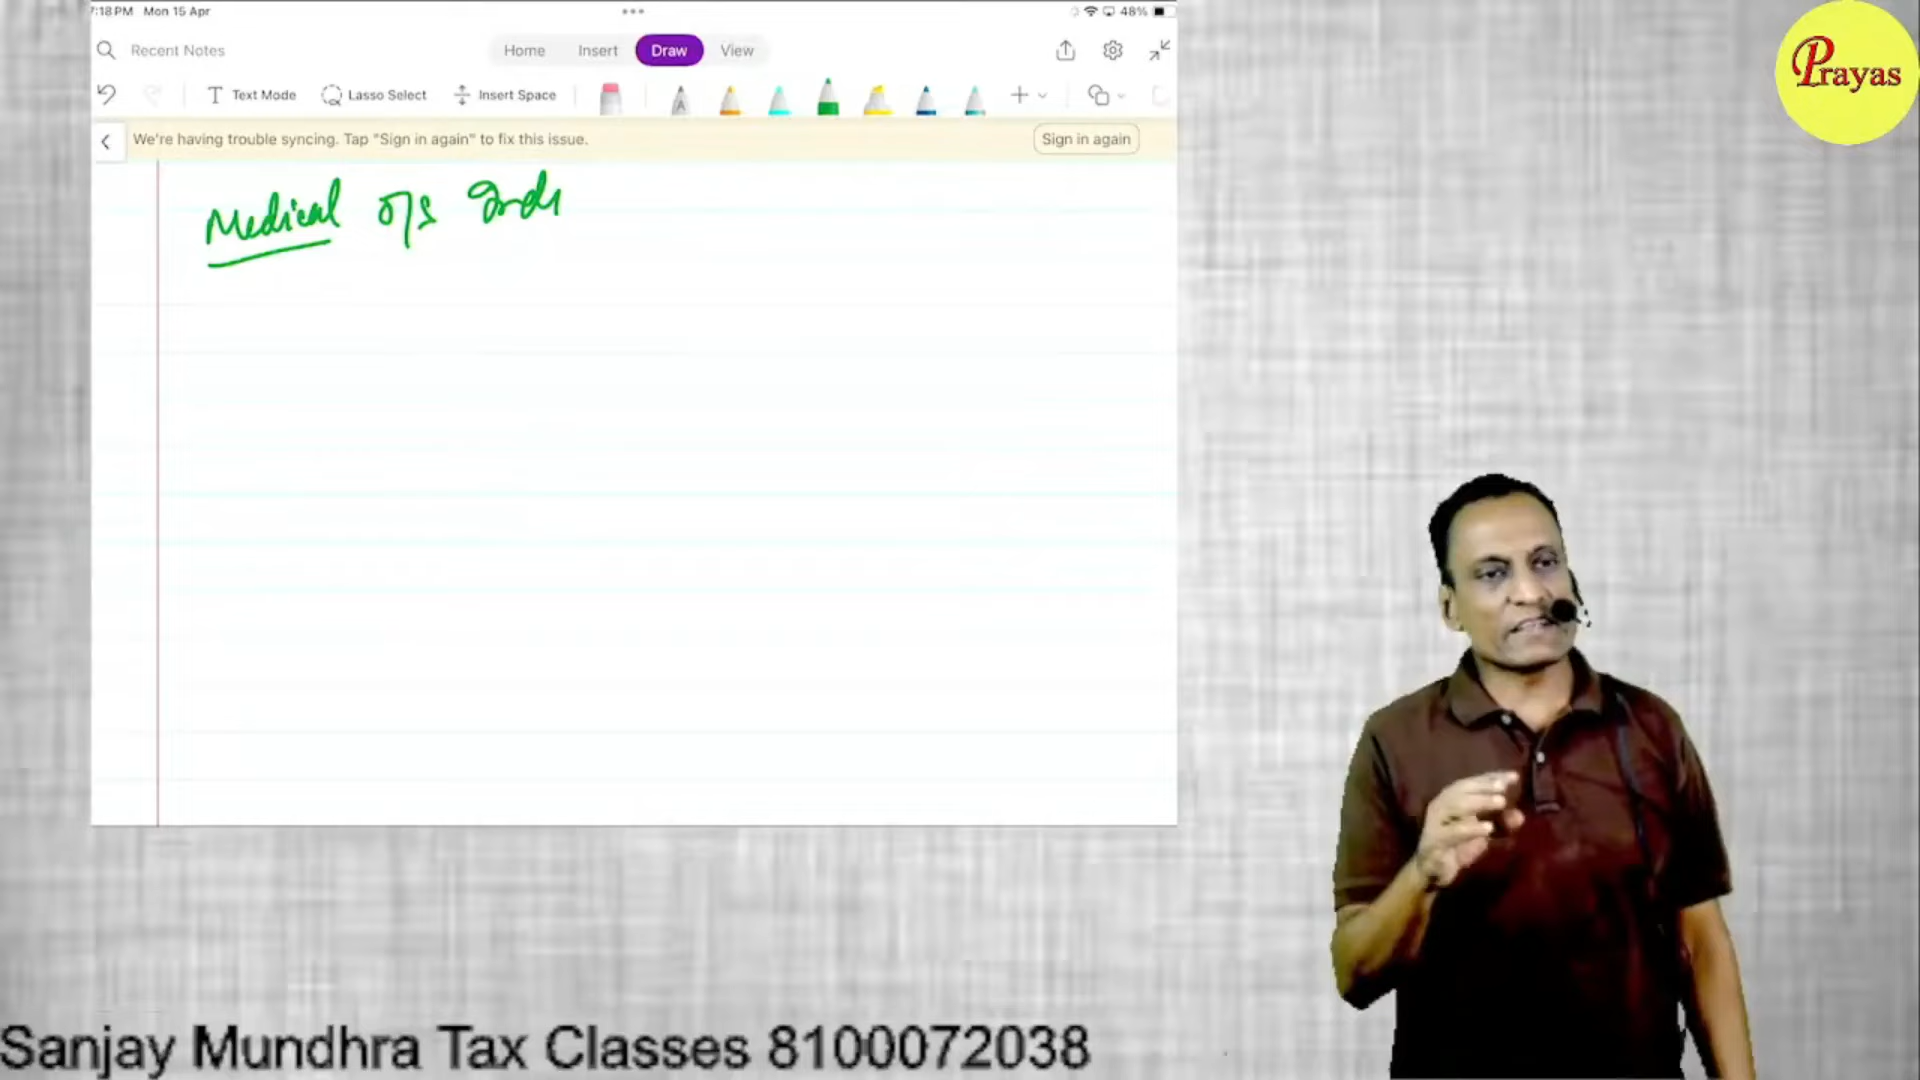 7:18 PM Mon 15 Apr
48%
Prayas
Recent Notes
Home Insert Draw View
Text Mode Lasso Select Insert Space
We're having trouble syncing. Tap "Sign in again" to fix this issue. Sign in again
Medical o/s India
Sanjay Mundhra Tax Classes 8100072038